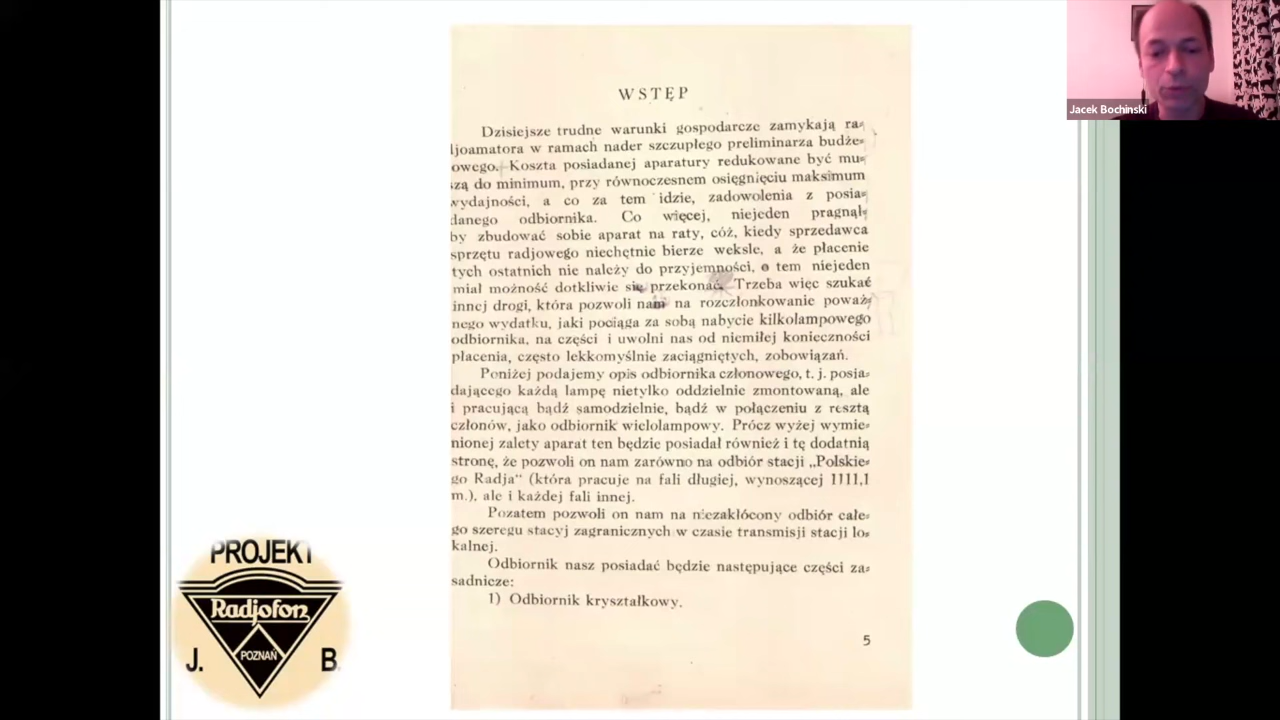 WSTĘP
Dzisiejsze trudne warunki gospodarcze zamykają ra-
djoamatora w ramach nader szczupłego preliminarza budże-
owego. Koszta posiadanej aparatury redukowane być mu-
szą do minimum, przy równoczesnem osięgnięciu maksimum
wydajności, a co za tem idzie, zadowolenia z posia-
danego odbiornika. Co więcej, niejeden pragnął-
by zbudować sobie aparat na raty, cóż, kiedy sprzedawca
sprzętu radjowego niechętnie bierze weksle, a że płacenie
tych ostatnich nie należy do przyjemności, o tem niejeden
miał możność dotkliwie się przekonać. Trzeba więc szukać
innej drogi, która pozwoli nam na rozczłonkowanie poważ-
nego wydatku, jaki pociąga za sobą nabycie kilkolampowego
odbiornika, na części i uwolni nas od niemiłej konieczności
płacenia, często lekkomyślnie zaciągniętych, zobowiązań.
Poniżej podajemy opis odbiornika członowego, t. j. posia-
dającego każdą lampę nietylko oddzielnie zmontowaną, ale
i pracującą bądź samodzielnie, bądź w połączeniu z resztą
członów, jako odbiornik wielolampowy. Prócz wyżej wymie-
nionej zalety aparat ten będzie posiadał również i tę dodatnią
stronę, że pozwoli on nam zarówno na odbiór stacji „Polskie-
go Radja" (która pracuje na fali długiej, wynoszącej 1111,1
m.), ale i każdej fali innej.
Pozatem pozwoli on nam na niezakłócony odbiór całe-
go szeregu stacyj zagranicznych w czasie transmisji stacji lo-
kalnej.
Odbiornik nasz posiadać będzie następujące części za-
sadnicze:
1) Odbiornik kryształkowy.
5
PROJEKT
Radjofon
POZNAŃ
J. B.
Jacek Bochinski